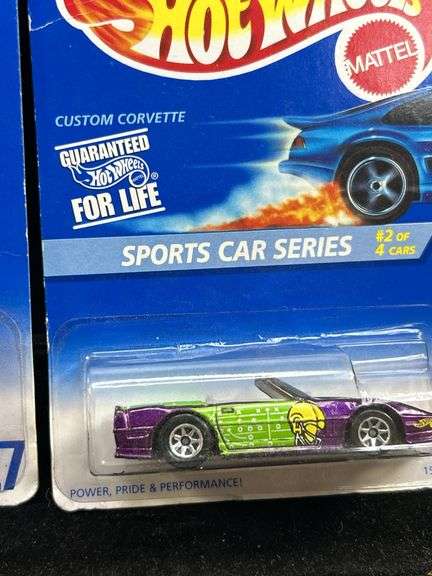 HOT WHEELS
MATTEL
CUSTOM CORVETTE
GUARANTEED
Hot Wheels
FOR LIFE
SPORTS CAR SERIES
#2 OF
4 CARS
POWER, PRIDE & PERFORMANCE!